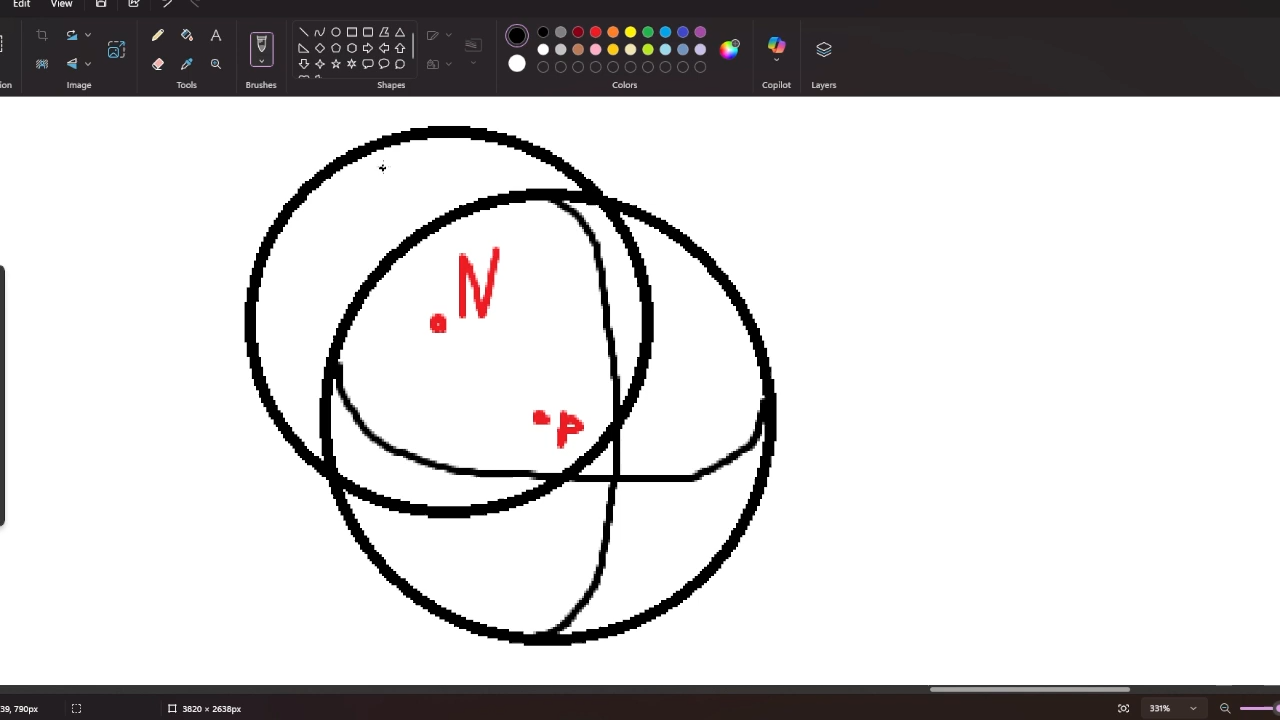 Edit View
Image Tools Brushes Shapes Colors Copilot Layers
N
P
3820 × 2638px
331%